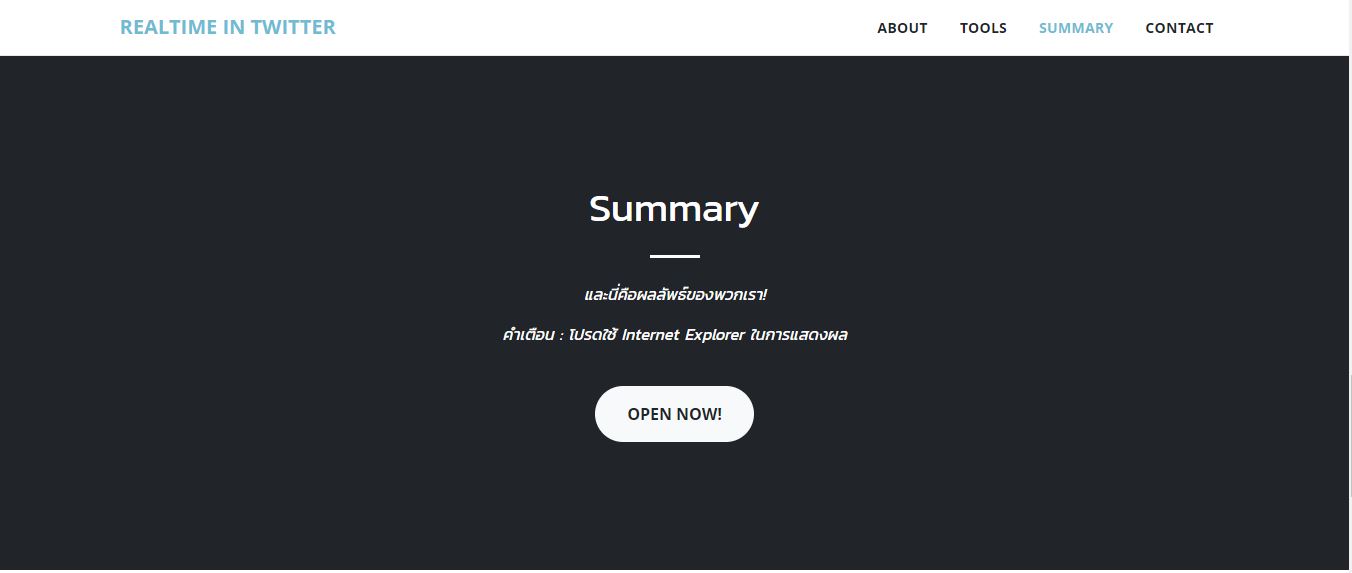 REALTIME IN TWITTER
ABOUT TOOLS SUMMARY CONTACT
Summary
และนี่คือผลลัพธ์ของพวกเรา!
คำเตือน : โปรดใช้ Internet Explorer ในการแสดงผล
OPEN NOW!